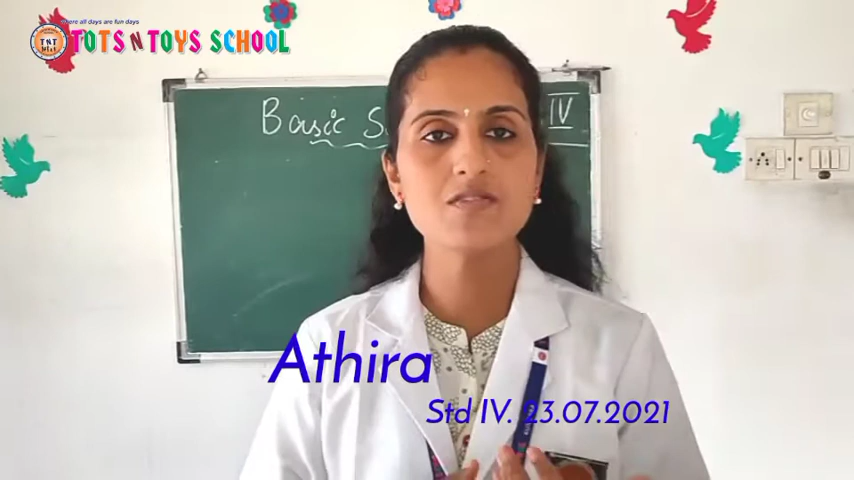 Where all days are fun days
TOTS N TOYS SCHOOL
TNT
Basic S
IV
Athira
Std IV. 23.07.2021